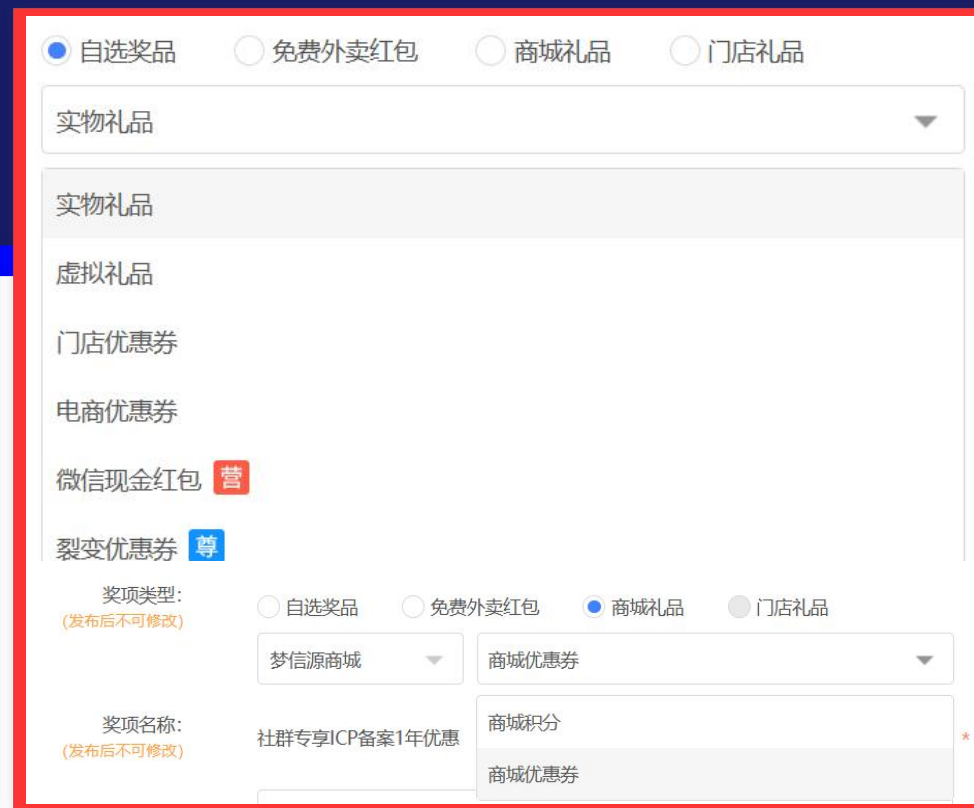 自选奖品 免费外卖红包 商城礼品 门店礼品
实物礼品
实物礼品
虚拟礼品
门店优惠券
电商优惠券
微信现金红包 营
裂变优惠券 尊
奖项类型: 自选奖品 免费外卖红包 商城礼品 门店礼品
(发布后不可修改)
梦信源商城 商城优惠券
奖项名称: 社群专享ICP备案1年优惠 商城积分
(发布后不可修改) *
商城优惠券